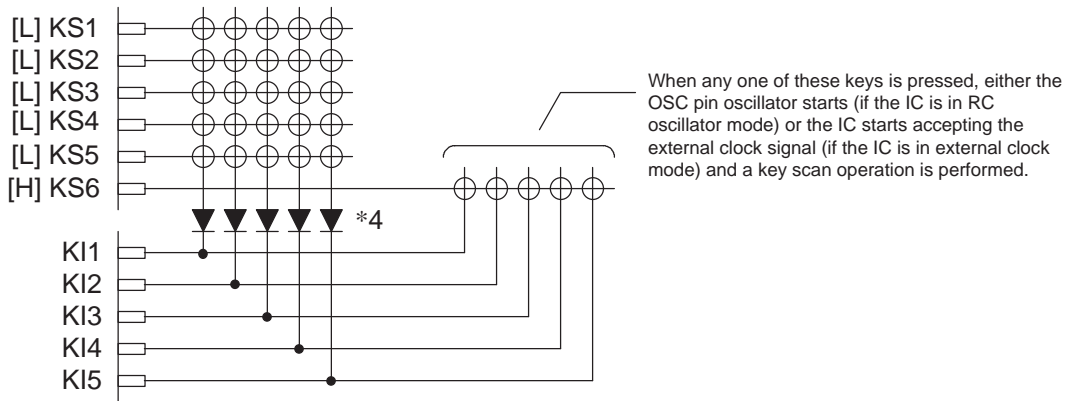 [L] KS1
[L] KS2
[L] KS3
[L] KS4
[L] KS5
[H] KS6
When any one of these keys is pressed, either the
OSC pin oscillator starts (if the IC is in RC
oscillator mode) or the IC starts accepting the
external clock signal (if the IC is in external clock
mode) and a key scan operation is performed.
*4
KI1
KI2
KI3
KI4
KI5